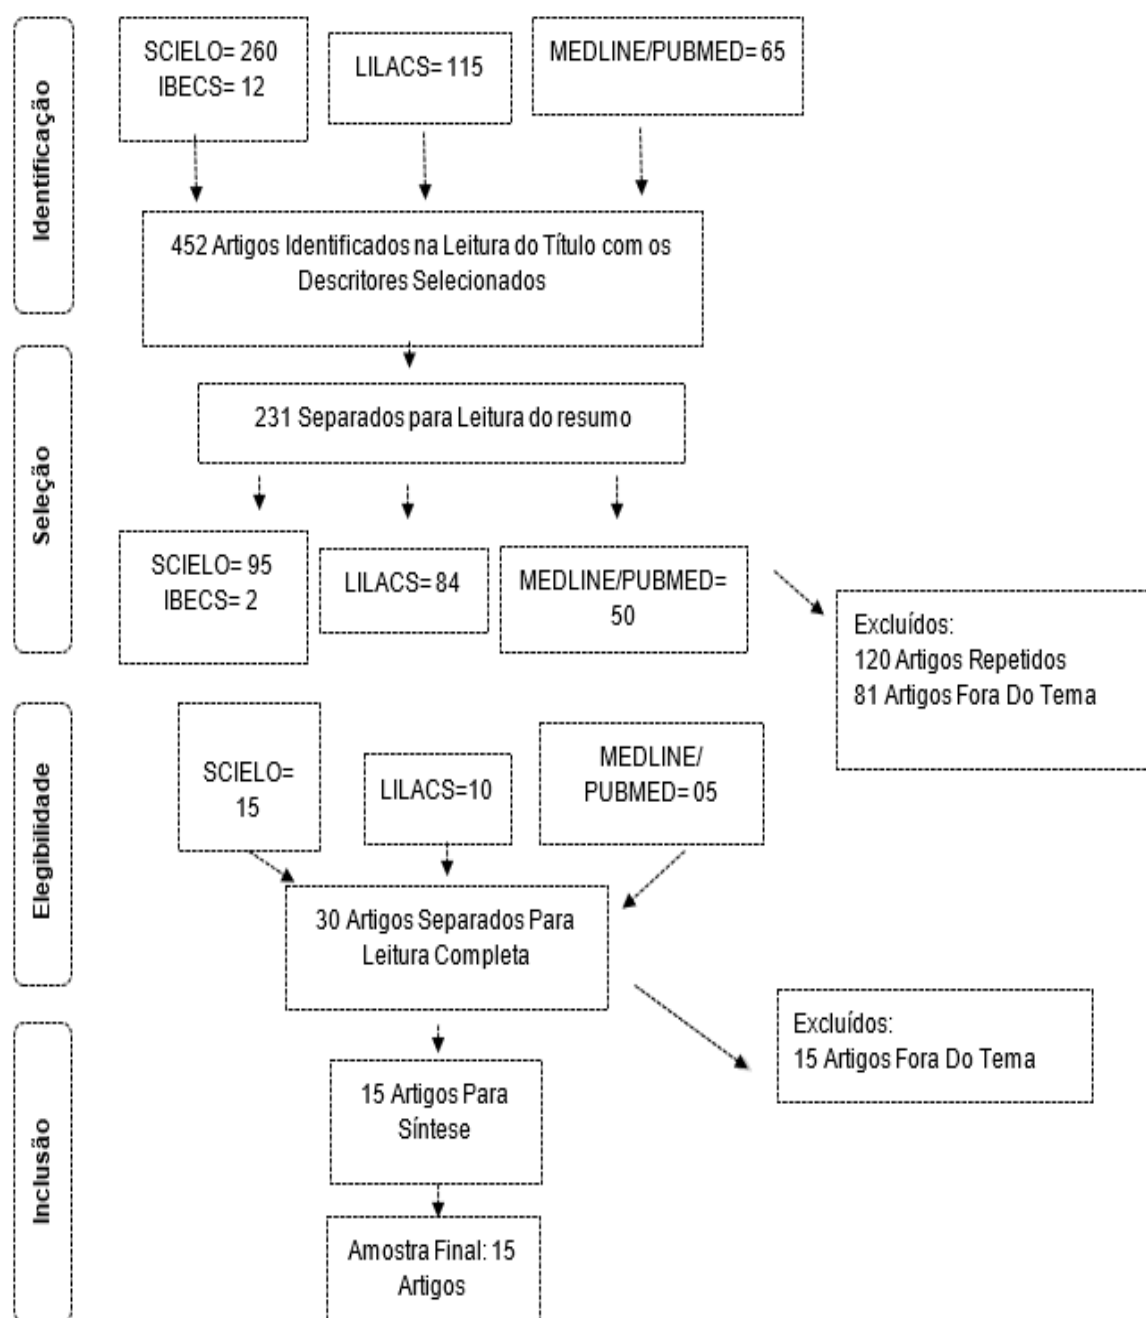 Identificação
SCIELO= 260
IBECS= 12
LILACS= 115
MEDLINE/PUBMED= 65
452 Artigos Identificados na Leitura do Título com os
Descritores Selecionados
Seleção
231 Separados para Leitura do resumo
SCIELO= 95
IBECS= 2
LILACS= 84
MEDLINE/PUBMED=
50
Excluídos:
120 Artigos Repetidos
81 Artigos Fora Do Tema
Elegibilidade
SCIELO=
15
LILACS=10
MEDLINE/
PUBMED= 05
30 Artigos Separados Para
Leitura Completa
Excluídos:
15 Artigos Fora Do Tema
Inclusão
15 Artigos Para
Síntese
Amostra Final: 15
Artigos